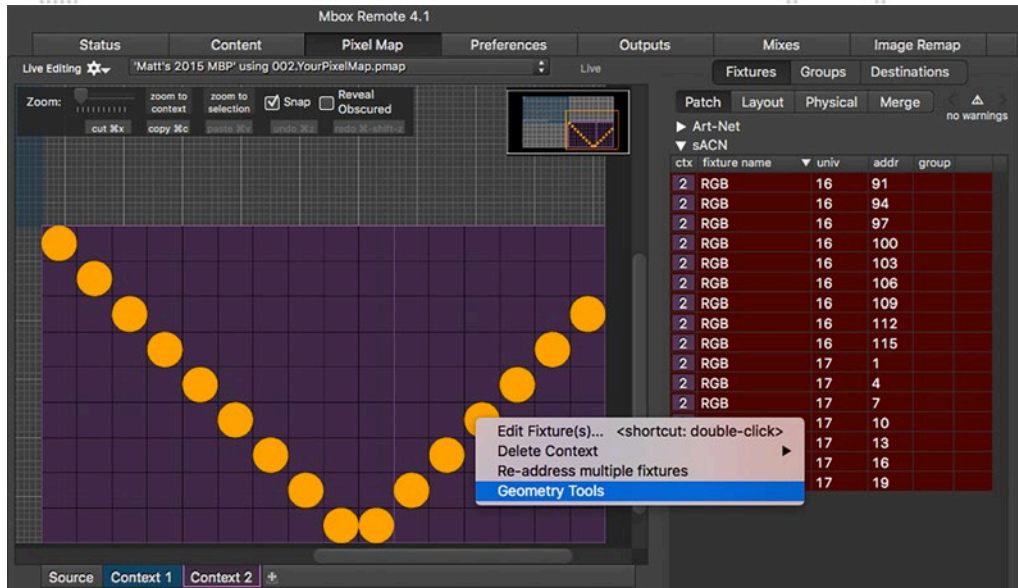 Mbox Remote 4.1
Status Content Pixel Map Preferences Outputs Mixes Image Remap
Live Editing 'Matt's 2015 MBP' using 002.YourPixelMap.pmap Live
Fixtures Groups Destinations
Zoom: zoom to context zoom to selection Snap Reveal Obscured
cut ⌘x copy ⌘c paste ⌘v undo ⌘z redo ⌘-shift-z
Patch Layout Physical Merge no warnings
▶ Art-Net
▼ sACN
ctx fixture name ▼ univ addr group
2 RGB 16 91
2 RGB 16 94
2 RGB 16 97
2 RGB 16 100
2 RGB 16 103
2 RGB 16 106
2 RGB 16 109
2 RGB 16 112
2 RGB 16 115
2 RGB 17 1
2 RGB 17 4
2 RGB 17 7
17 10
17 13
17 16
17 19
Edit Fixture(s)... <shortcut: double-click>
Delete Context ▶
Re-address multiple fixtures
Geometry Tools
Source Context 1 Context 2 +